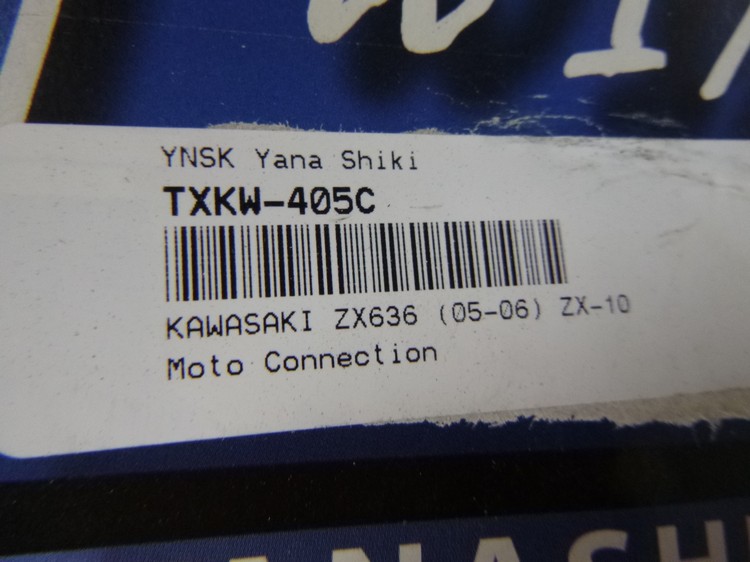 YNSK Yana Shiki
TXKW-405C
KAWASAKI ZX636 (05-06) ZX-10
Moto Connection